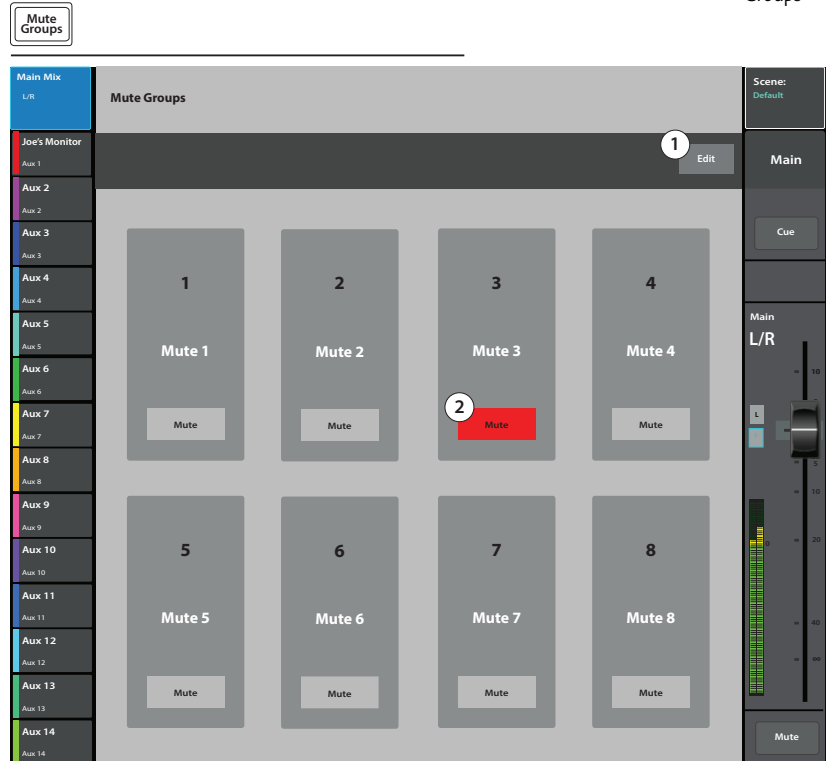 Groups
Mute
Groups
Main Mix
L/R
Mute Groups
Scene:
Default
Joe's Monitor
Aux 1
1
Edit
Main
Aux 2
Aux 2
Aux 3
Aux 3
Cue
Aux 4
Aux 4
1
2
3
4
Aux 5
Aux 5
Main
L/R
Mute 1
Mute 2
Mute 3
Mute 4
Aux 6
Aux 6
10
Aux 7
Aux 7
2
L
Mute
Mute
Mute
Mute
Aux 8
Aux 8
5
Aux 9
Aux 9
10
Aux 10
Aux 10
5
6
7
8
0
20
Aux 11
Aux 11
Mute 5
Mute 6
Mute 7
Mute 8
40
Aux 12
Aux 12
∞
Aux 13
Aux 13
Mute
Mute
Mute
Mute
Aux 14
Aux 14
Mute